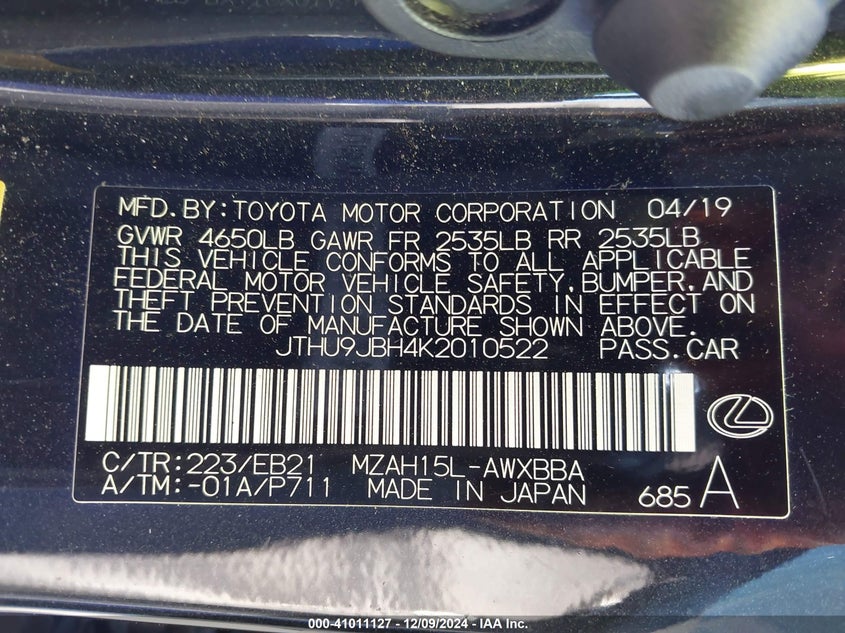 MFD.BY:TOYOTA MOTOR CORPORATION 04/19
GVWR 4650LB GAWR FR 2535LB RR 2535LB
THIS VEHICLE CONFORMS TO ALL APPLICABLE
FEDERAL MOTOR VEHICLE SAFETY,BUMPER,AND
THEFT PREVENTION STANDARDS IN EFFECT ON
THE DATE OF MANUFACTURE SHOWN ABOVE.
JTHU9JBH4K2010522 PASS.CAR
C/TR:223/EB21 MZAH15L-AWXBBA
A/TM:-01A/P711 MADE IN JAPAN 685 A
000-41011127 - 12/09/2024 - IAA Inc.